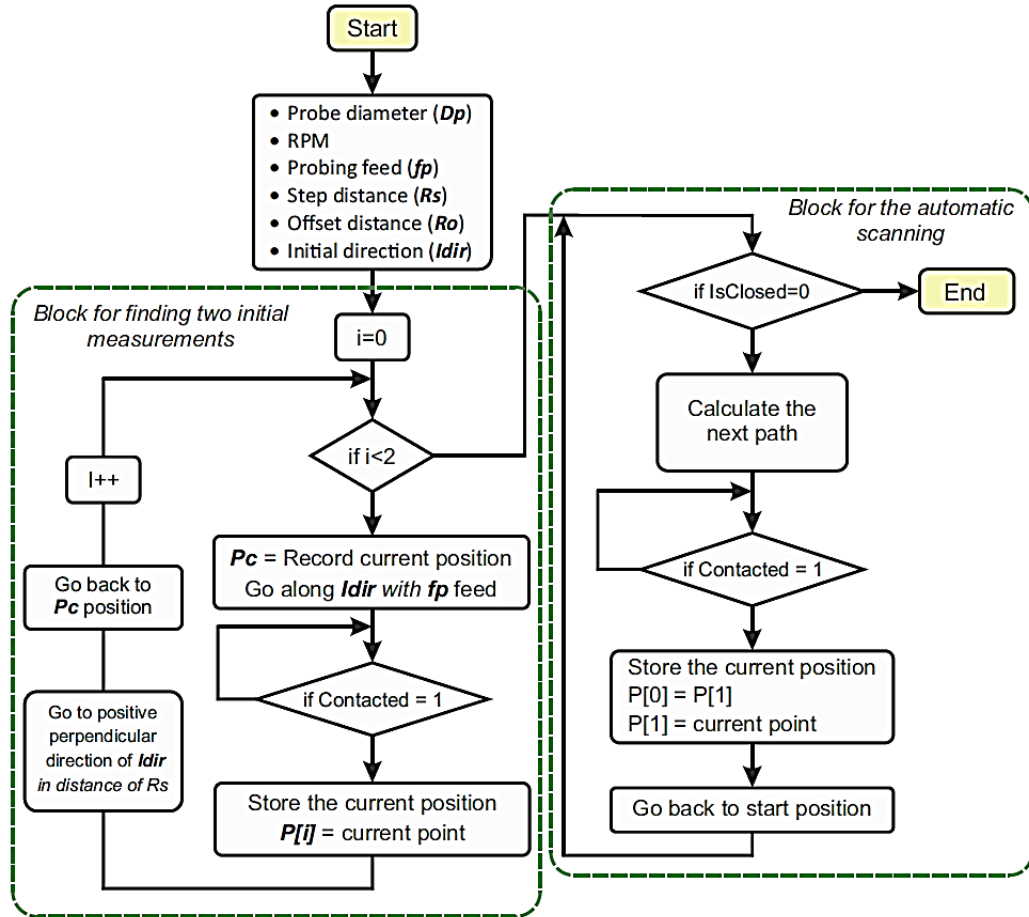 Start
• Probe diameter (Dp)
• RPM
• Probing feed (fp)
• Step distance (Rs)
• Offset distance (Ro)
• Initial direction (Idir)
Block for finding two initial
measurements
i=0
if i<2
I++
Pc = Record current position
Go along Idir with fp feed
Go back to
Pc position
if Contacted = 1
Go to positive
perpendicular
direction of Idir
in distance of Rs
Store the current position
P[i] = current point
Block for the automatic
scanning
if IsClosed=0
End
Calculate the
next path
if Contacted = 1
Store the current position
P[0] = P[1]
P[1] = current point
Go back to start position